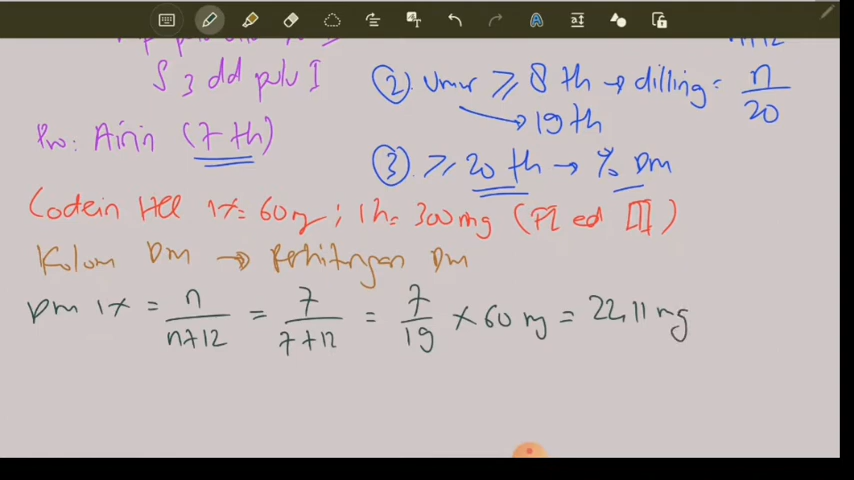 S 3 dd pulv I
② Umur ≥ 8 th → dilling = n/20
→ 19 th
Pro: Airin (7 th)
③. ≥ 20 th → % DM
Codein HCl 1x = 60 mg; 1h = 300 mg (FI ed III)
Kolom DM → Perhitungan DM
DM 1x = n/n+12 = 7/7+12 = 7/19 × 60 mg = 22,11 mg